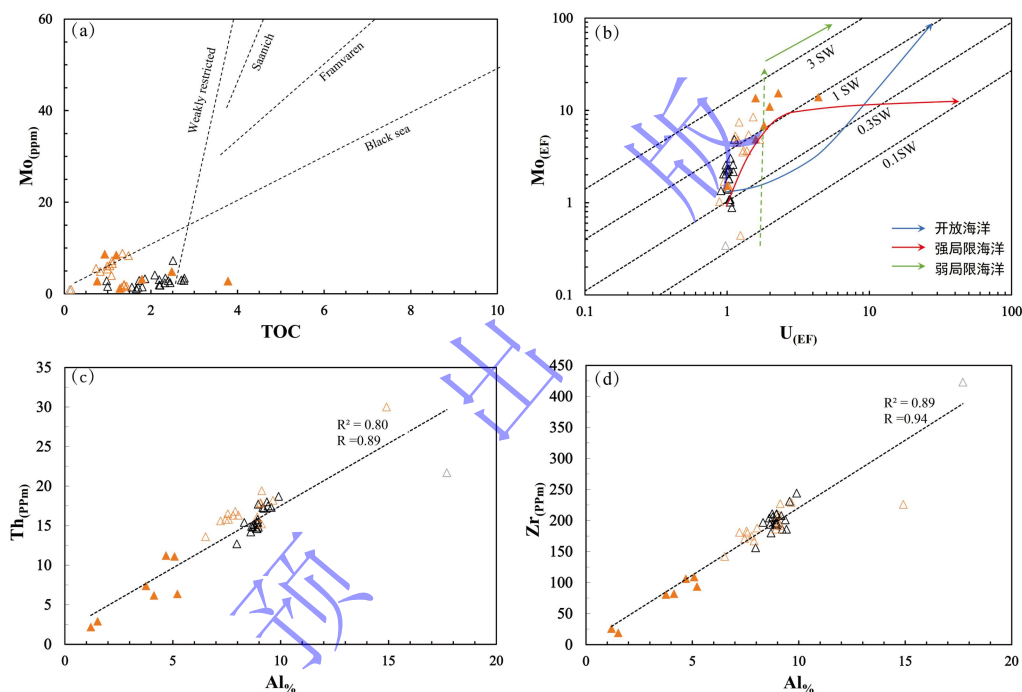 (a)
60
50
40
30
20
10
0
Mo(ppm)
0
2
4
6
8
10
TOC
Weakly restricted
Saanich
Framvaren
Black sea
(b)
100
10
1
0.1
Mo(EF)
0.1
1
10
100
U(EF)
3 SW
1 SW
0.3SW
0.1SW
开放海洋
强局限海洋
弱局限海洋
(c)
35
30
25
20
15
10
5
0
Th(PPm)
0
5
10
15
20
Al%
R² = 0.80
R =0.89
(d)
450
400
350
300
250
200
150
100
50
0
Zr(PPm)
0
5
10
15
20
Al%
R² = 0.89
R =0.94
预
出
版